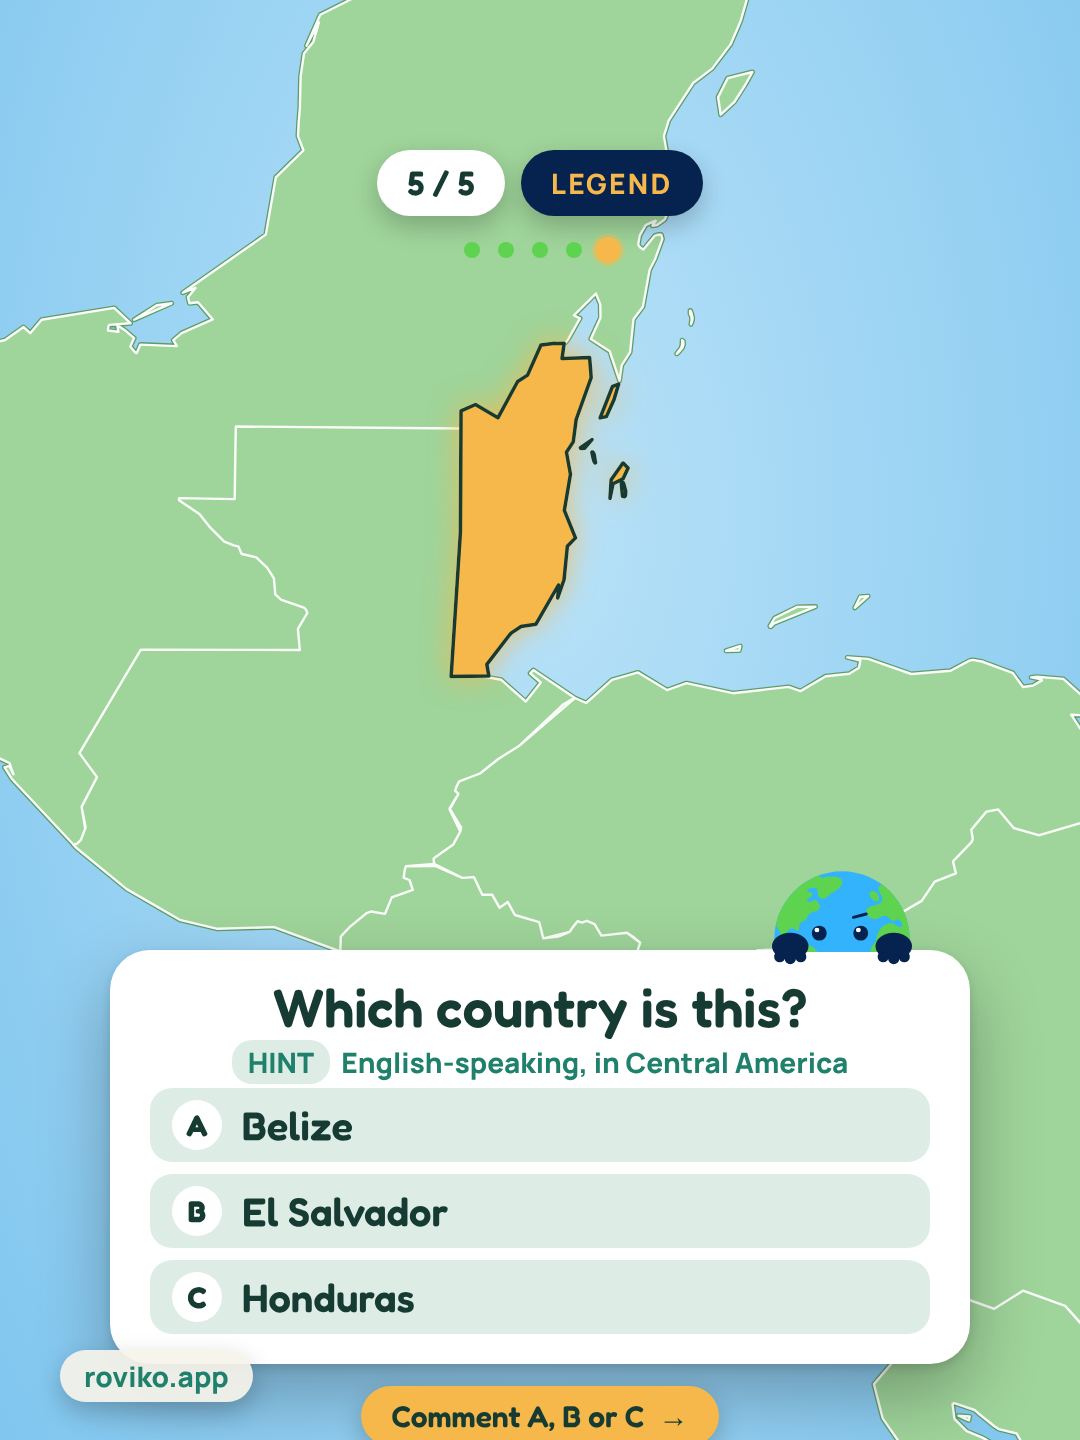 5 / 5
LEGEND
Which country is this?
HINT English-speaking, in Central America
A Belize
B El Salvador
C Honduras
roviko.app
Comment A, B or C →